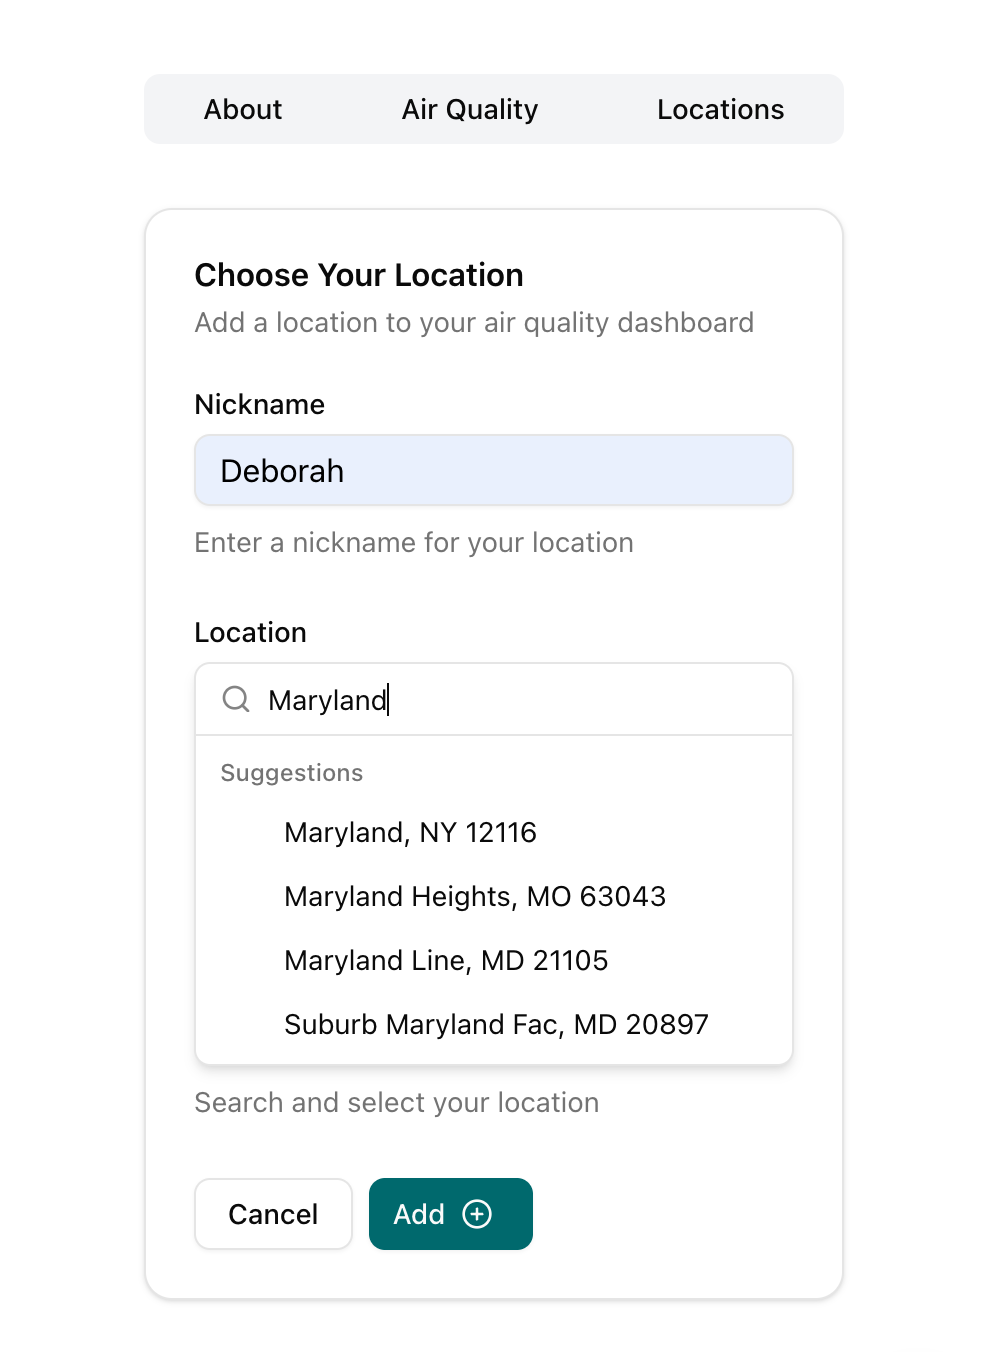 About Air Quality Locations
Choose Your Location
Add a location to your air quality dashboard
Nickname
Deborah
Enter a nickname for your location
Location
Maryland
Suggestions
Maryland, NY 12116
Maryland Heights, MO 63043
Maryland Line, MD 21105
Suburb Maryland Fac, MD 20897
Search and select your location
Cancel Add